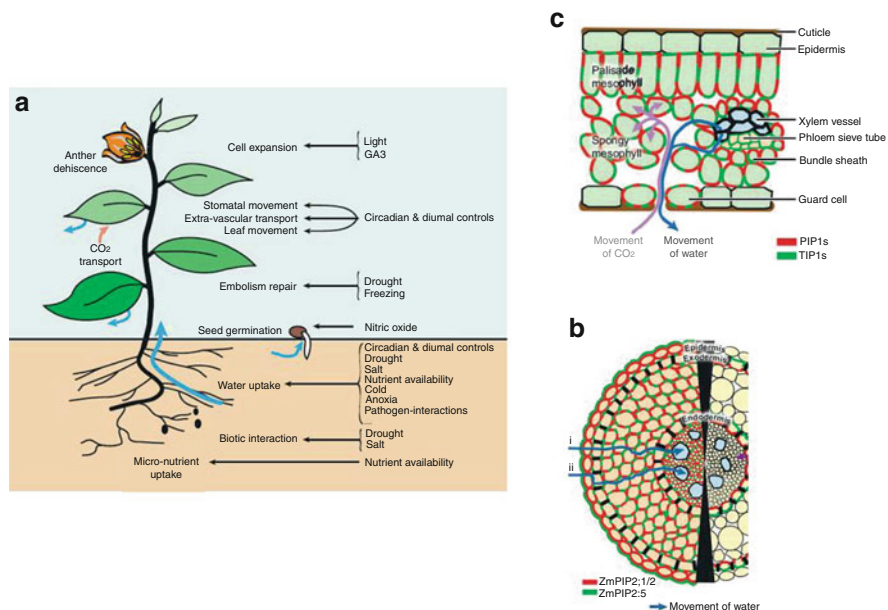 a
Anther
dehiscence
Cell expansion
Light
GA3
Stomatal movement
Extra-vascular transport
Leaf movement
Circadian & diurnal controls
CO2
transport
Embolism repair
Drought
Freezing
Seed germination
Nitric oxide
Water uptake
Circadian & diurnal controls
Drought
Salt
Nutrient availability
Cold
Anoxia
Pathogen-interactions
...
Biotic interaction
Drought
Salt
Micro-nutrient
uptake
Nutrient availability
c
Cuticle
Epidermis
Palisade
mesophyll
Spongy
mesophyll
Xylem vessel
Phloem sieve tube
Bundle sheath
Guard cell
Movement
of CO2
Movement
of water
PIP1s
TIP1s
b
Epidermis
Exodermis
Endodermis
i
ii
ZmPIP2;1/2
ZmPIP2:5
Movement of water